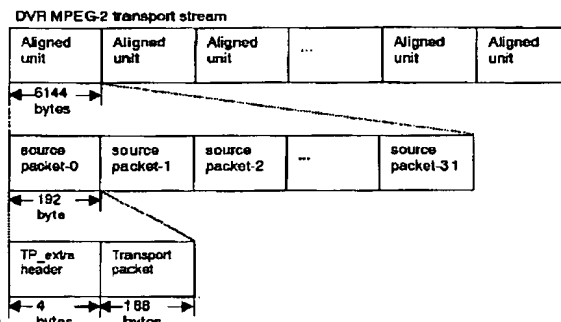 DVR MPEG-2 transport stream
Aligned unit Aligned unit Aligned unit ... Aligned unit Aligned unit
6144 bytes
source packet-0 source packet-1 source packet-2 ... source packet-31
192 byte
TP_extra header Transport packet
4 bytes 188 bytes